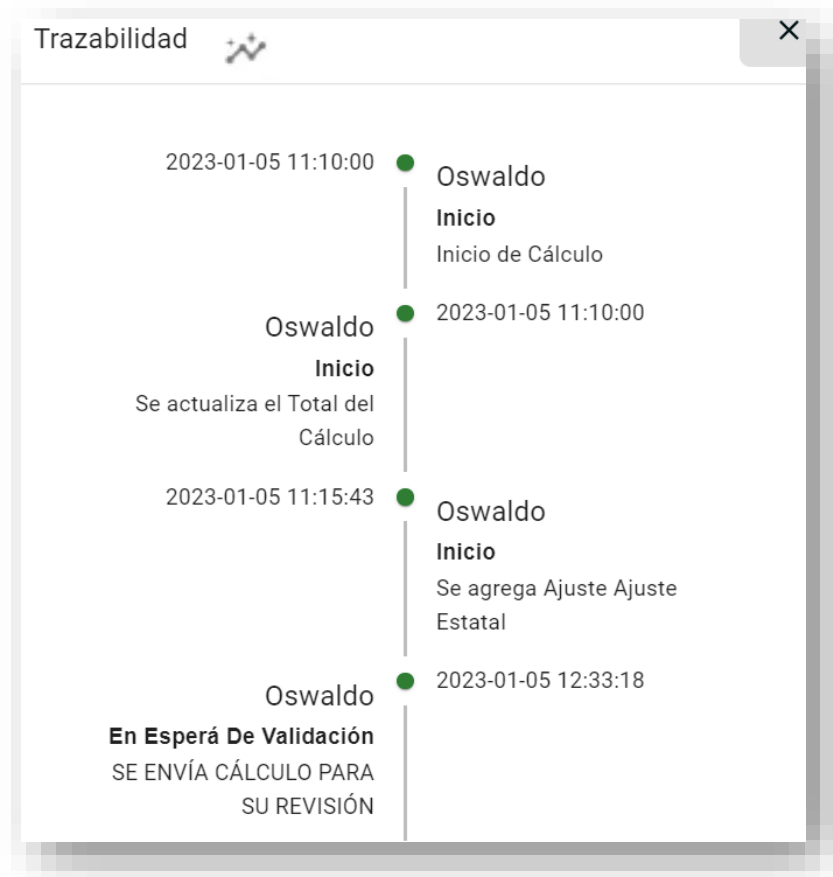 Trazabilidad
2023-01-05 11:10:00
Oswaldo
Inicio
Inicio de Cálculo
2023-01-05 11:10:00
Oswaldo
Inicio
Se actualiza el Total del
Cálculo
2023-01-05 11:15:43
Oswaldo
Inicio
Se agrega Ajuste Ajuste
Estatal
2023-01-05 12:33:18
Oswaldo
En Esperá De Validación
SE ENVÍA CÁLCULO PARA
SU REVISIÓN